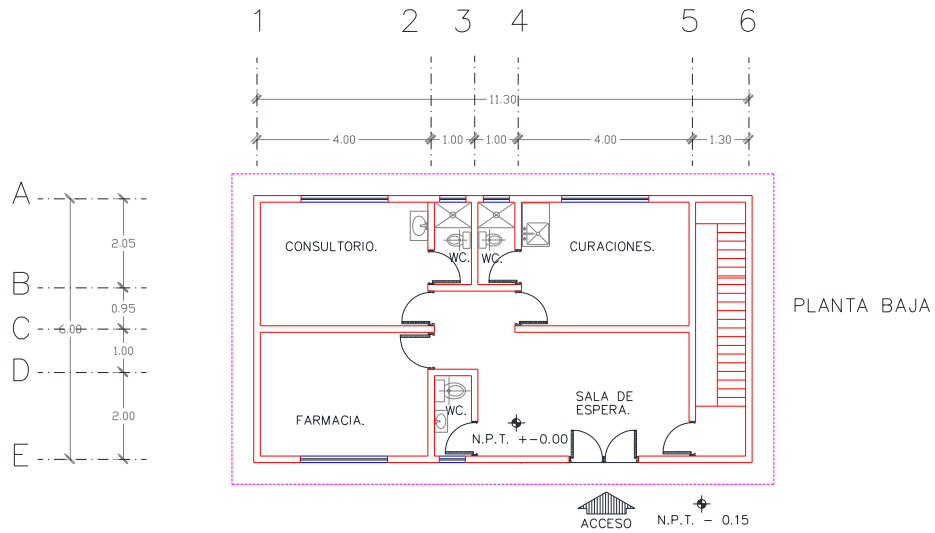 1 2 3 4 5 6
11.30
4.00 1.00 1.00 4.00 1.30
A
2.05
B
0.95
C
6.00
1.00
D
2.00
E
CONSULTORIO.
WC.
WC.
CURACIONES.
PLANTA BAJA
FARMACIA.
WC.
SALA DE
ESPERA.
N.P.T. +-0.00
ACCESO
N.P.T. - 0.15